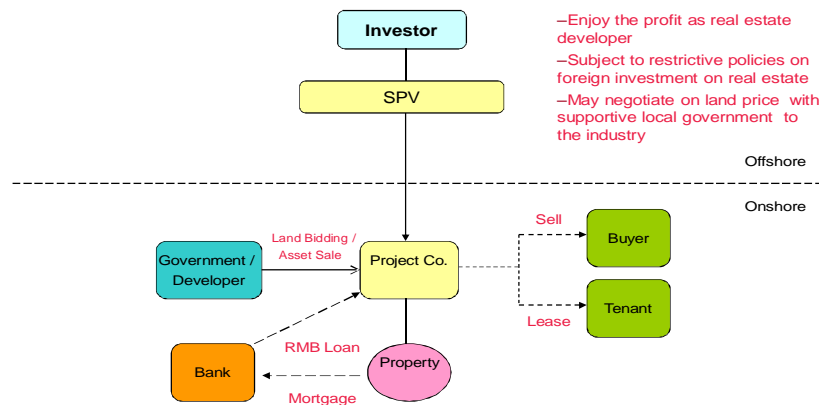 Investor
–Enjoy the profit as real estate
developer
–Subject to restrictive policies on
foreign investment on real estate
–May negotiate on land price with
supportive local government to
the industry
SPV
Offshore
Onshore
Land Bidding /
Asset Sale
Government /
Developer
Project Co.
Sell
Buyer
Lease
Tenant
RMB Loan
Bank
Property
Mortgage